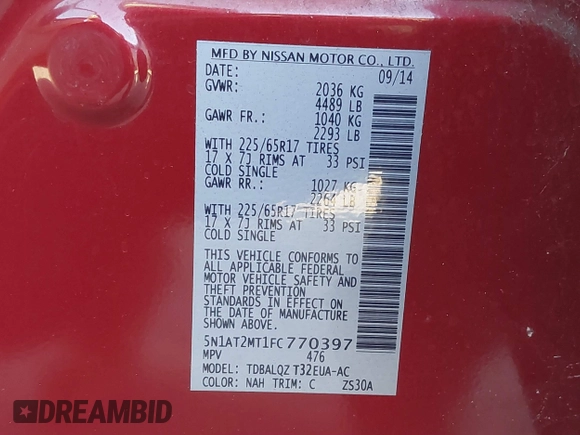 MFD BY NISSAN MOTOR CO., LTD.
DATE: 09/14
GVWR: 2036 KG
4489 LB
GAWR FR.: 1040 KG
2293 LB
WITH 225/65R17 TIRES
17 X 7J RIMS AT 33 PSI
COLD SINGLE
GAWR RR.: 1027 KG
2264 LB
WITH 225/65R17 TIRES
17 X 7J RIMS AT 33 PSI
COLD SINGLE
THIS VEHICLE CONFORMS TO
ALL APPLICABLE FEDERAL
MOTOR VEHICLE SAFETY AND
THEFT PREVENTION
STANDARDS IN EFFECT ON
THE DATE OF MANUFACTURE
SHOWN ABOVE.
5N1AT2MT1FC770397
MPV 476
MODEL: TDBALQZ T32EUA-AC
COLOR: NAH TRIM: C ZS30A
DREAMBID
dreambid.com